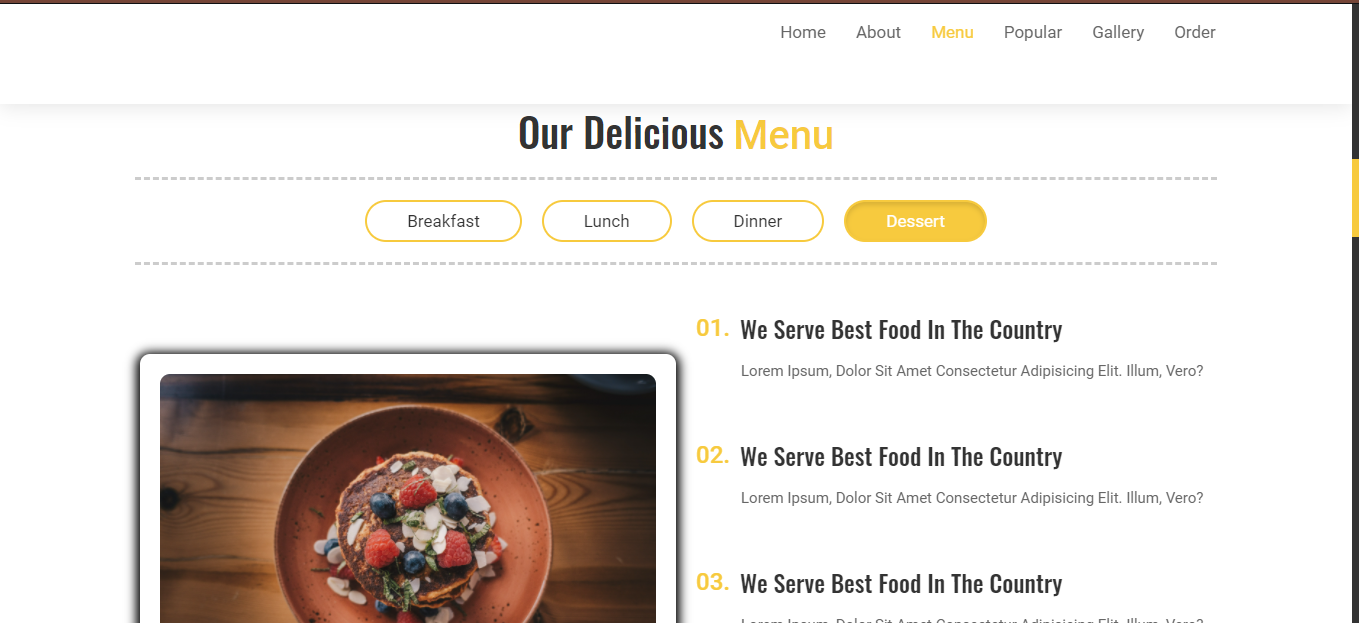 Home About Menu Popular Gallery Order
Our Delicious Menu
Breakfast Lunch Dinner Dessert
01. We Serve Best Food In The Country
Lorem Ipsum, Dolor Sit Amet Consectetur Adipisicing Elit. Illum, Vero?
02. We Serve Best Food In The Country
Lorem Ipsum, Dolor Sit Amet Consectetur Adipisicing Elit. Illum, Vero?
03. We Serve Best Food In The Country